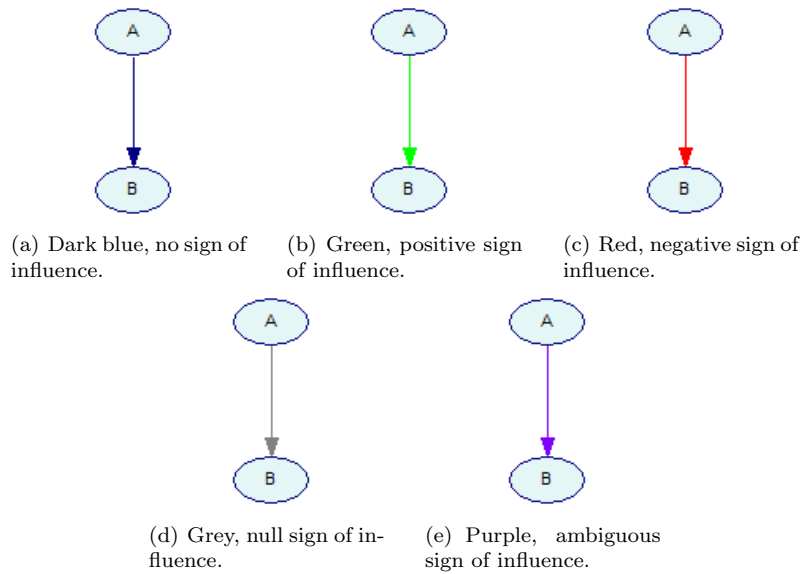 A
A
A
B
B
B
(a) Dark blue, no sign of
influence.
(b) Green, positive sign
of influence.
(c) Red, negative sign of
influence.
A
A
B
B
(d) Grey, null sign of in-
fluence.
(e) Purple, ambiguous
sign of influence.